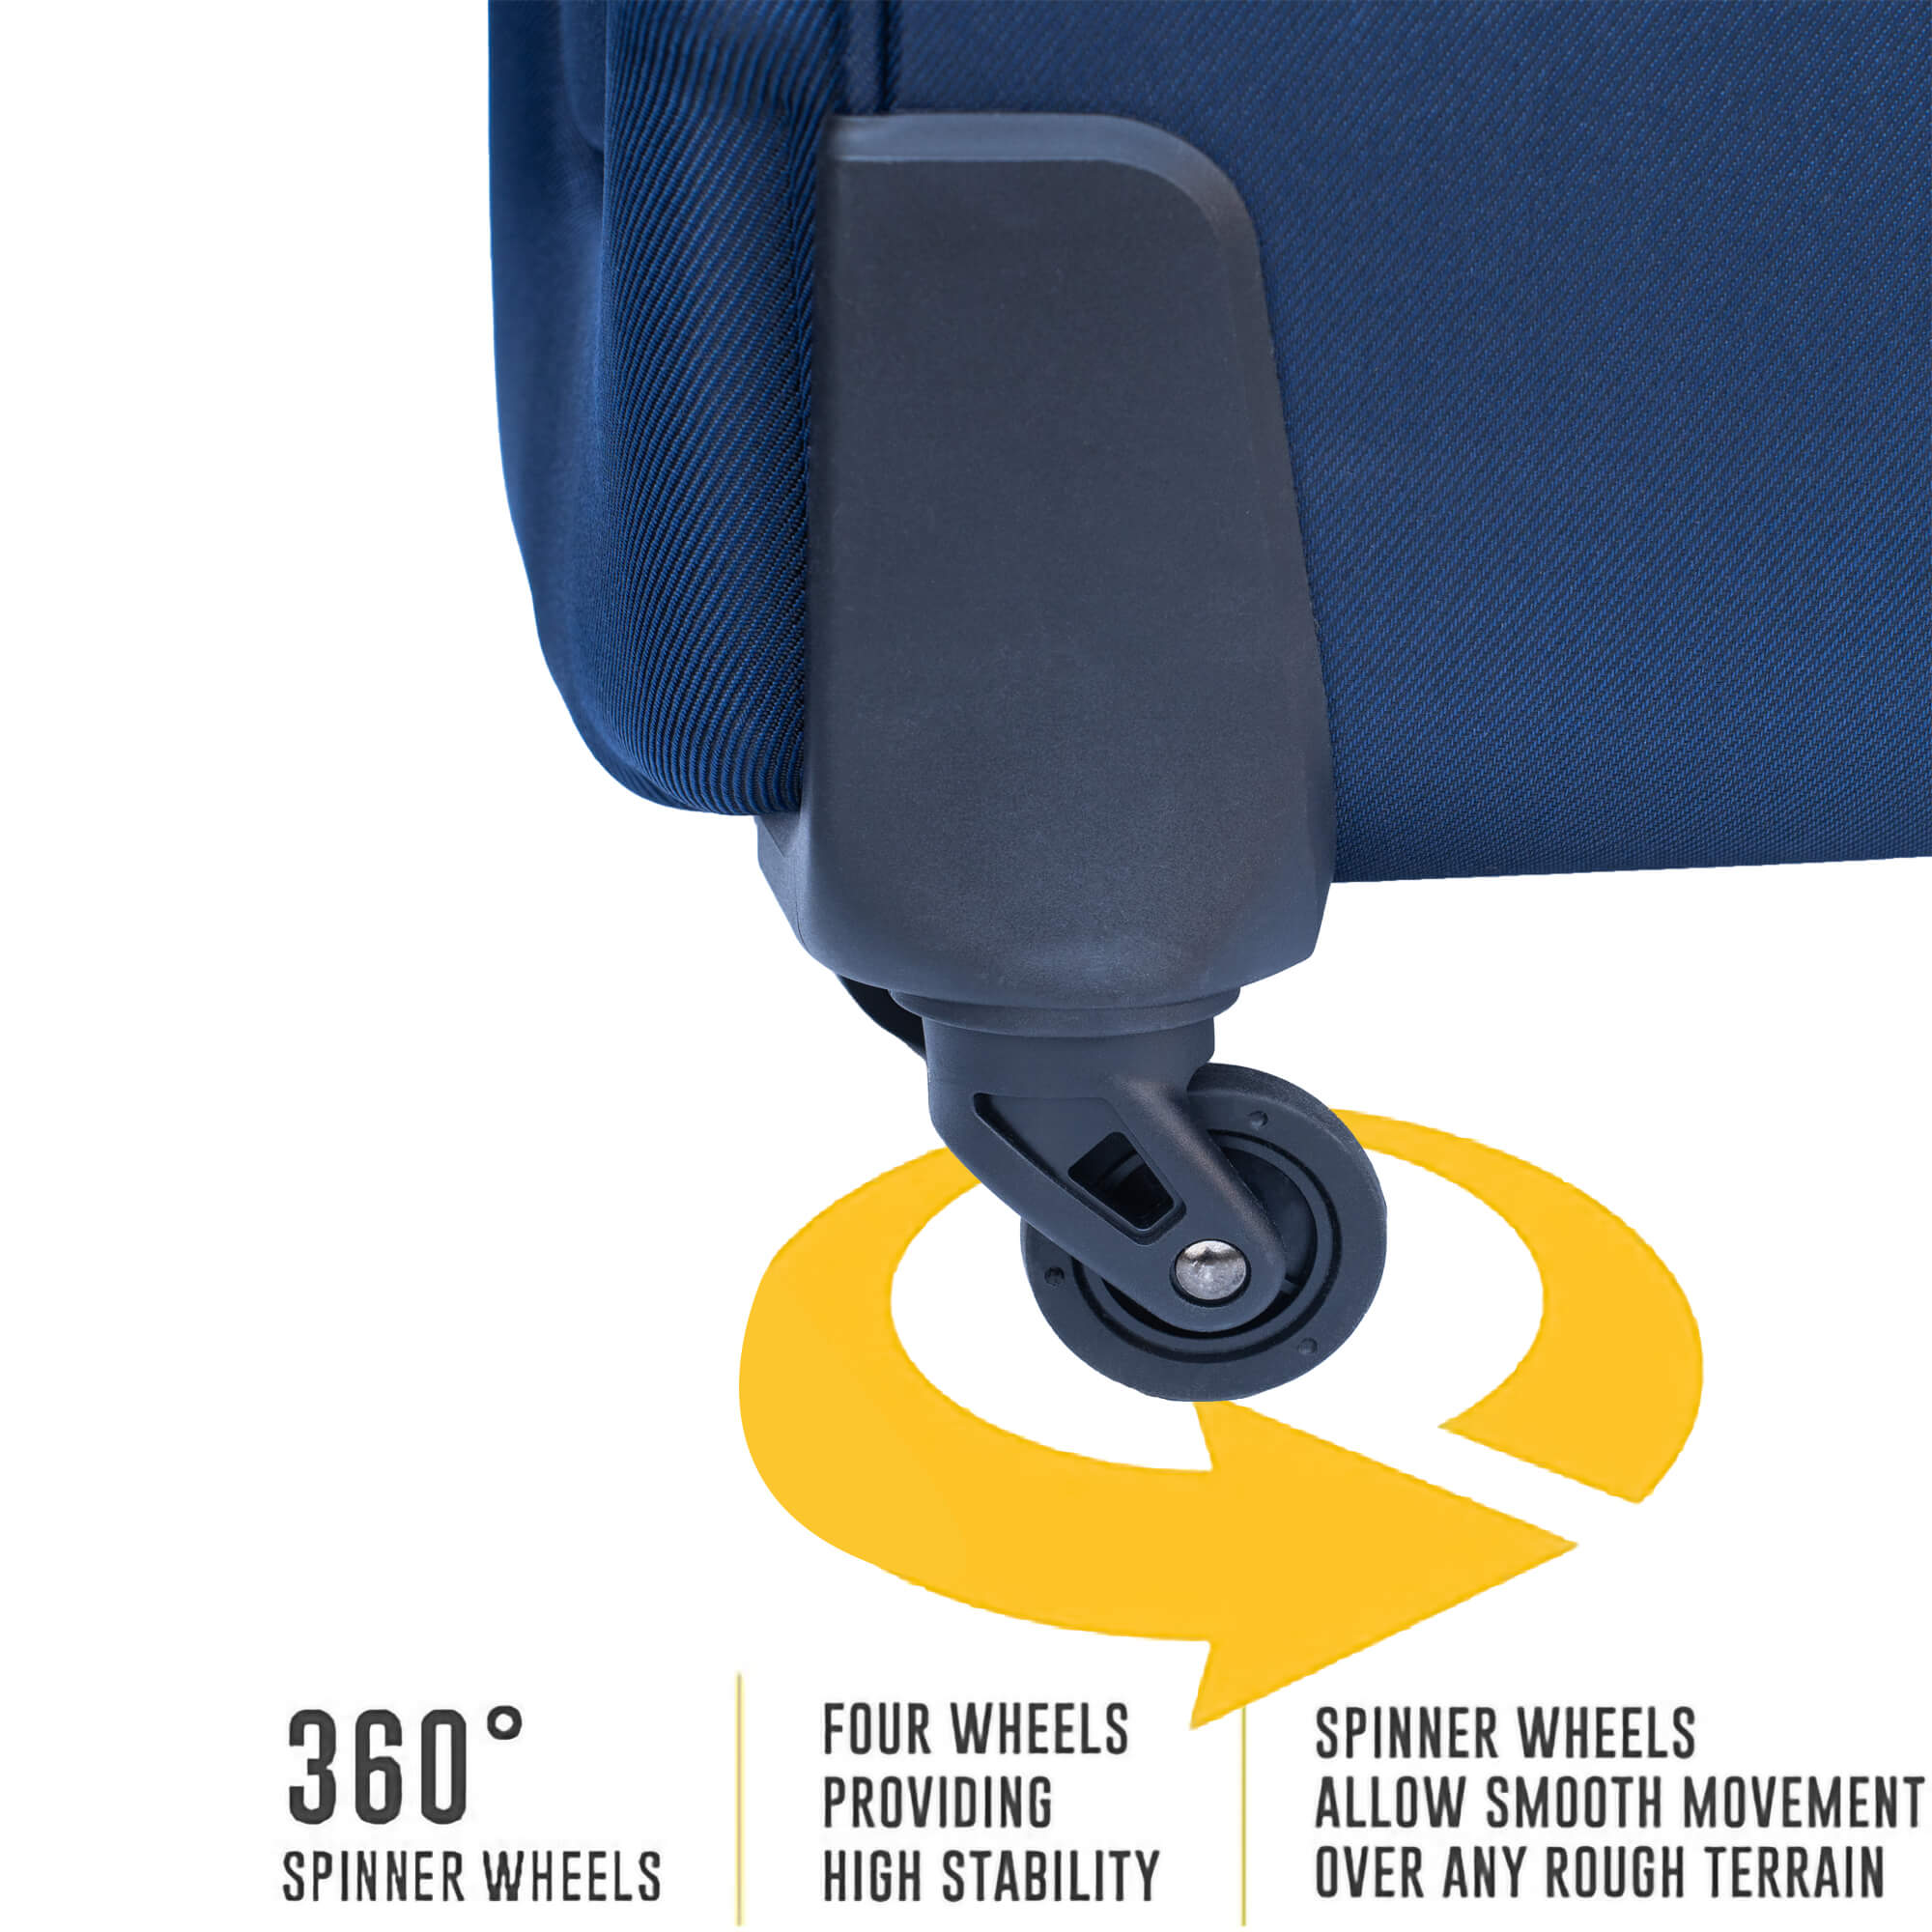 360°
SPINNER WHEELS
FOUR WHEELS
PROVIDING
HIGH STABILITY
SPINNER WHEELS
ALLOW SMOOTH MOVEMENT
OVER ANY ROUGH TERRAIN